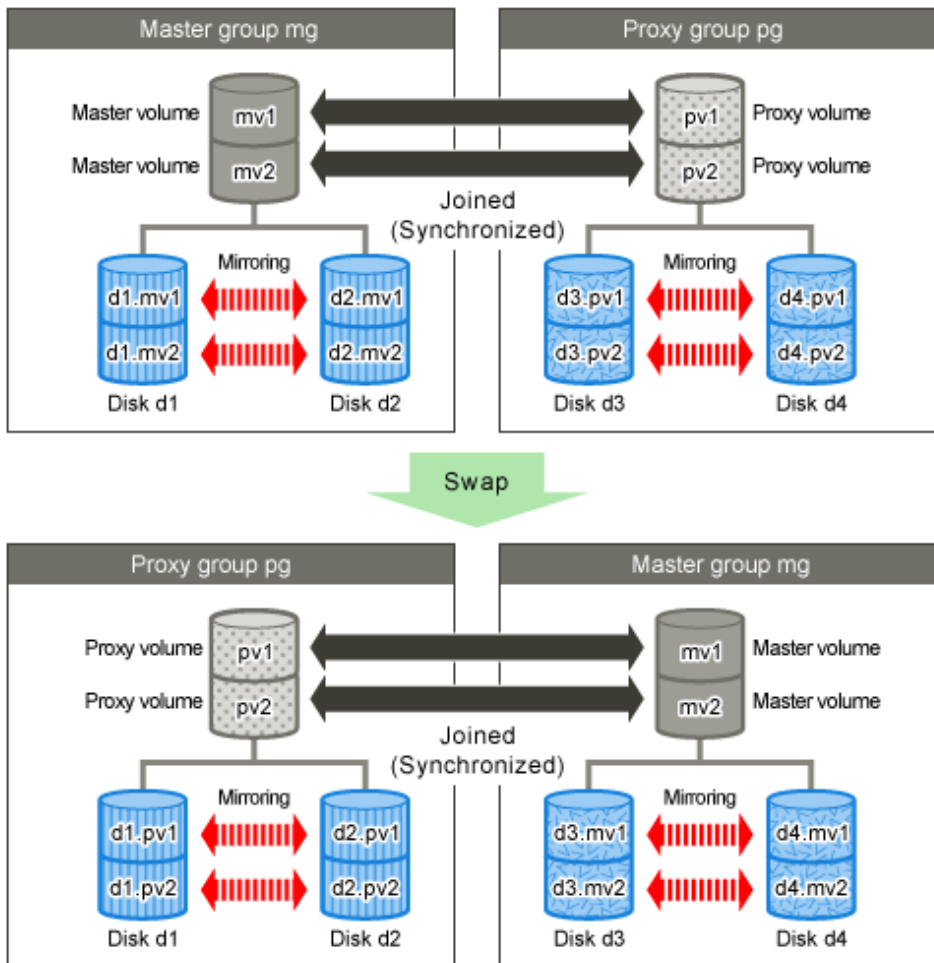 Master group mg
Proxy group pg
Master volume
mv1
pv1
Proxy volume
Master volume
mv2
pv2
Proxy volume
Joined
(Synchronized)
Mirroring
Mirroring
d1.mv1
d2.mv1
d3.pv1
d4.pv1
d1.mv2
d2.mv2
d3.pv2
d4.pv2
Disk d1
Disk d2
Disk d3
Disk d4
Swap
Proxy group pg
Master group mg
Proxy volume
pv1
mv1
Master volume
Proxy volume
pv2
mv2
Master volume
Joined
(Synchronized)
Mirroring
Mirroring
d1.pv1
d2.pv1
d3.mv1
d4.mv1
d1.pv2
d2.pv2
d3.mv2
d4.mv2
Disk d1
Disk d2
Disk d3
Disk d4